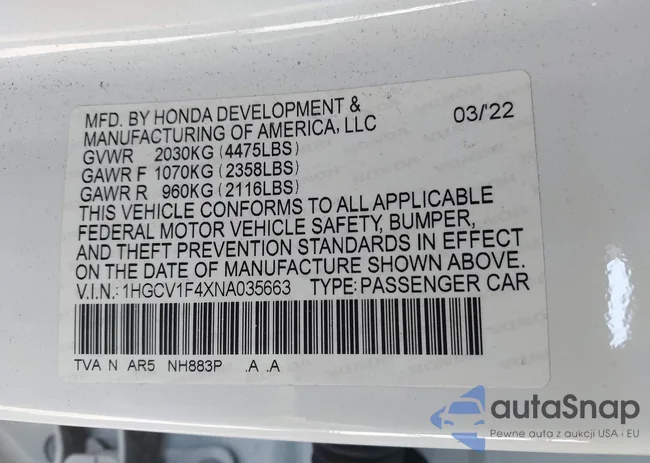 MFD. BY HONDA DEVELOPMENT &
MANUFACTURING OF AMERICA, LLC 03/'22
GVWR 2030KG (4475LBS)
GAWR F 1070KG (2358LBS)
GAWR R 960KG (2116LBS)
THIS VEHICLE CONFORMS TO ALL APPLICABLE
FEDERAL MOTOR VEHICLE SAFETY, BUMPER,
AND THEFT PREVENTION STANDARDS IN EFFECT
ON THE DATE OF MANUFACTURE SHOWN ABOVE.
V.I.N.: 1HGCV1F4XNA035663 TYPE: PASSENGER CAR
TVA N AR5 NH883P .A .A
autaSnap
Pewne auta z aukcji USA i EU